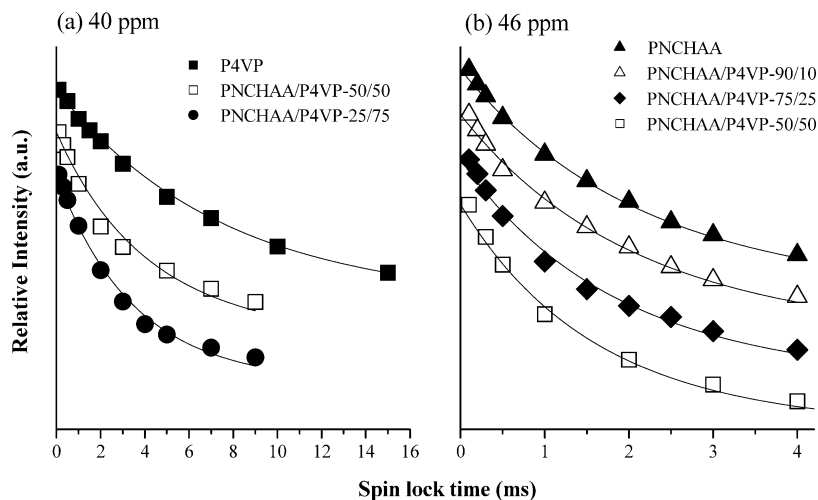 (a) 40 ppm
P4VP
PNCHAA/P4VP-50/50
PNCHAA/P4VP-25/75
(b) 46 ppm
PNCHAA
PNCHAA/P4VP-90/10
PNCHAA/P4VP-75/25
PNCHAA/P4VP-50/50
Relative Intensity (a.u.)
0 2 4 6 8 10 12 14 16
0 1 2 3 4
Spin lock time (ms)